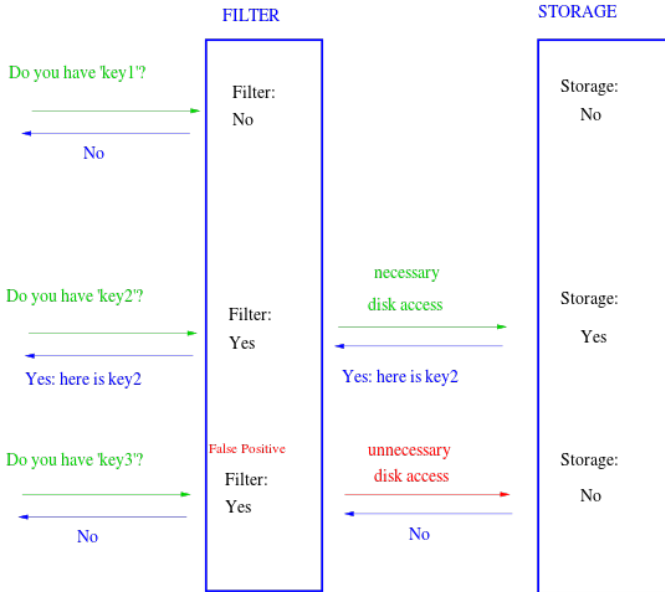 FILTER
STORAGE
Do you have 'key1'?
Filter:
No
Storage:
No
No
Do you have 'key2'?
Filter:
Yes
necessary
disk access
Storage:
Yes
Yes: here is key2
Yes: here is key2
Do you have 'key3'?
False Positive
Filter:
Yes
unnecessary
disk access
Storage:
No
No
No